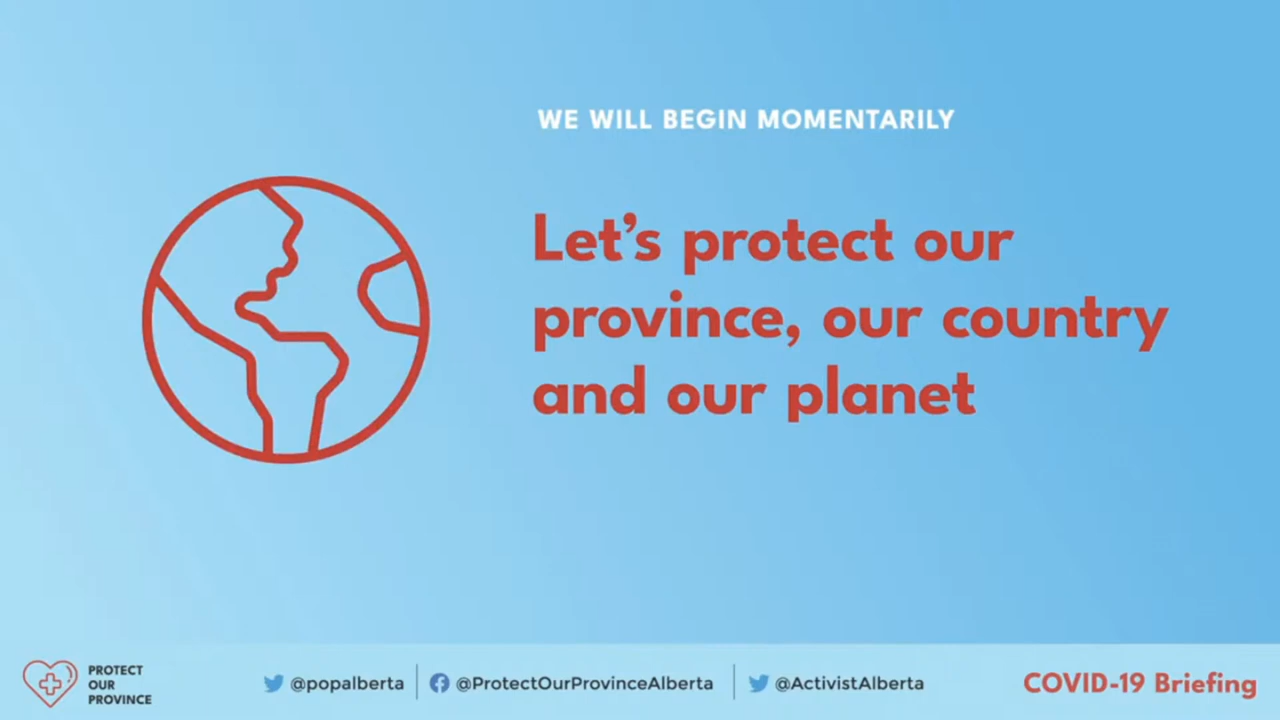 WE WILL BEGIN MOMENTARILY
Let's protect our
province, our country
and our planet
PROTECT
OUR
PROVINCE
@popalberta
@ProtectOurProvinceAlberta
@ActivistAlberta
COVID-19 Briefing